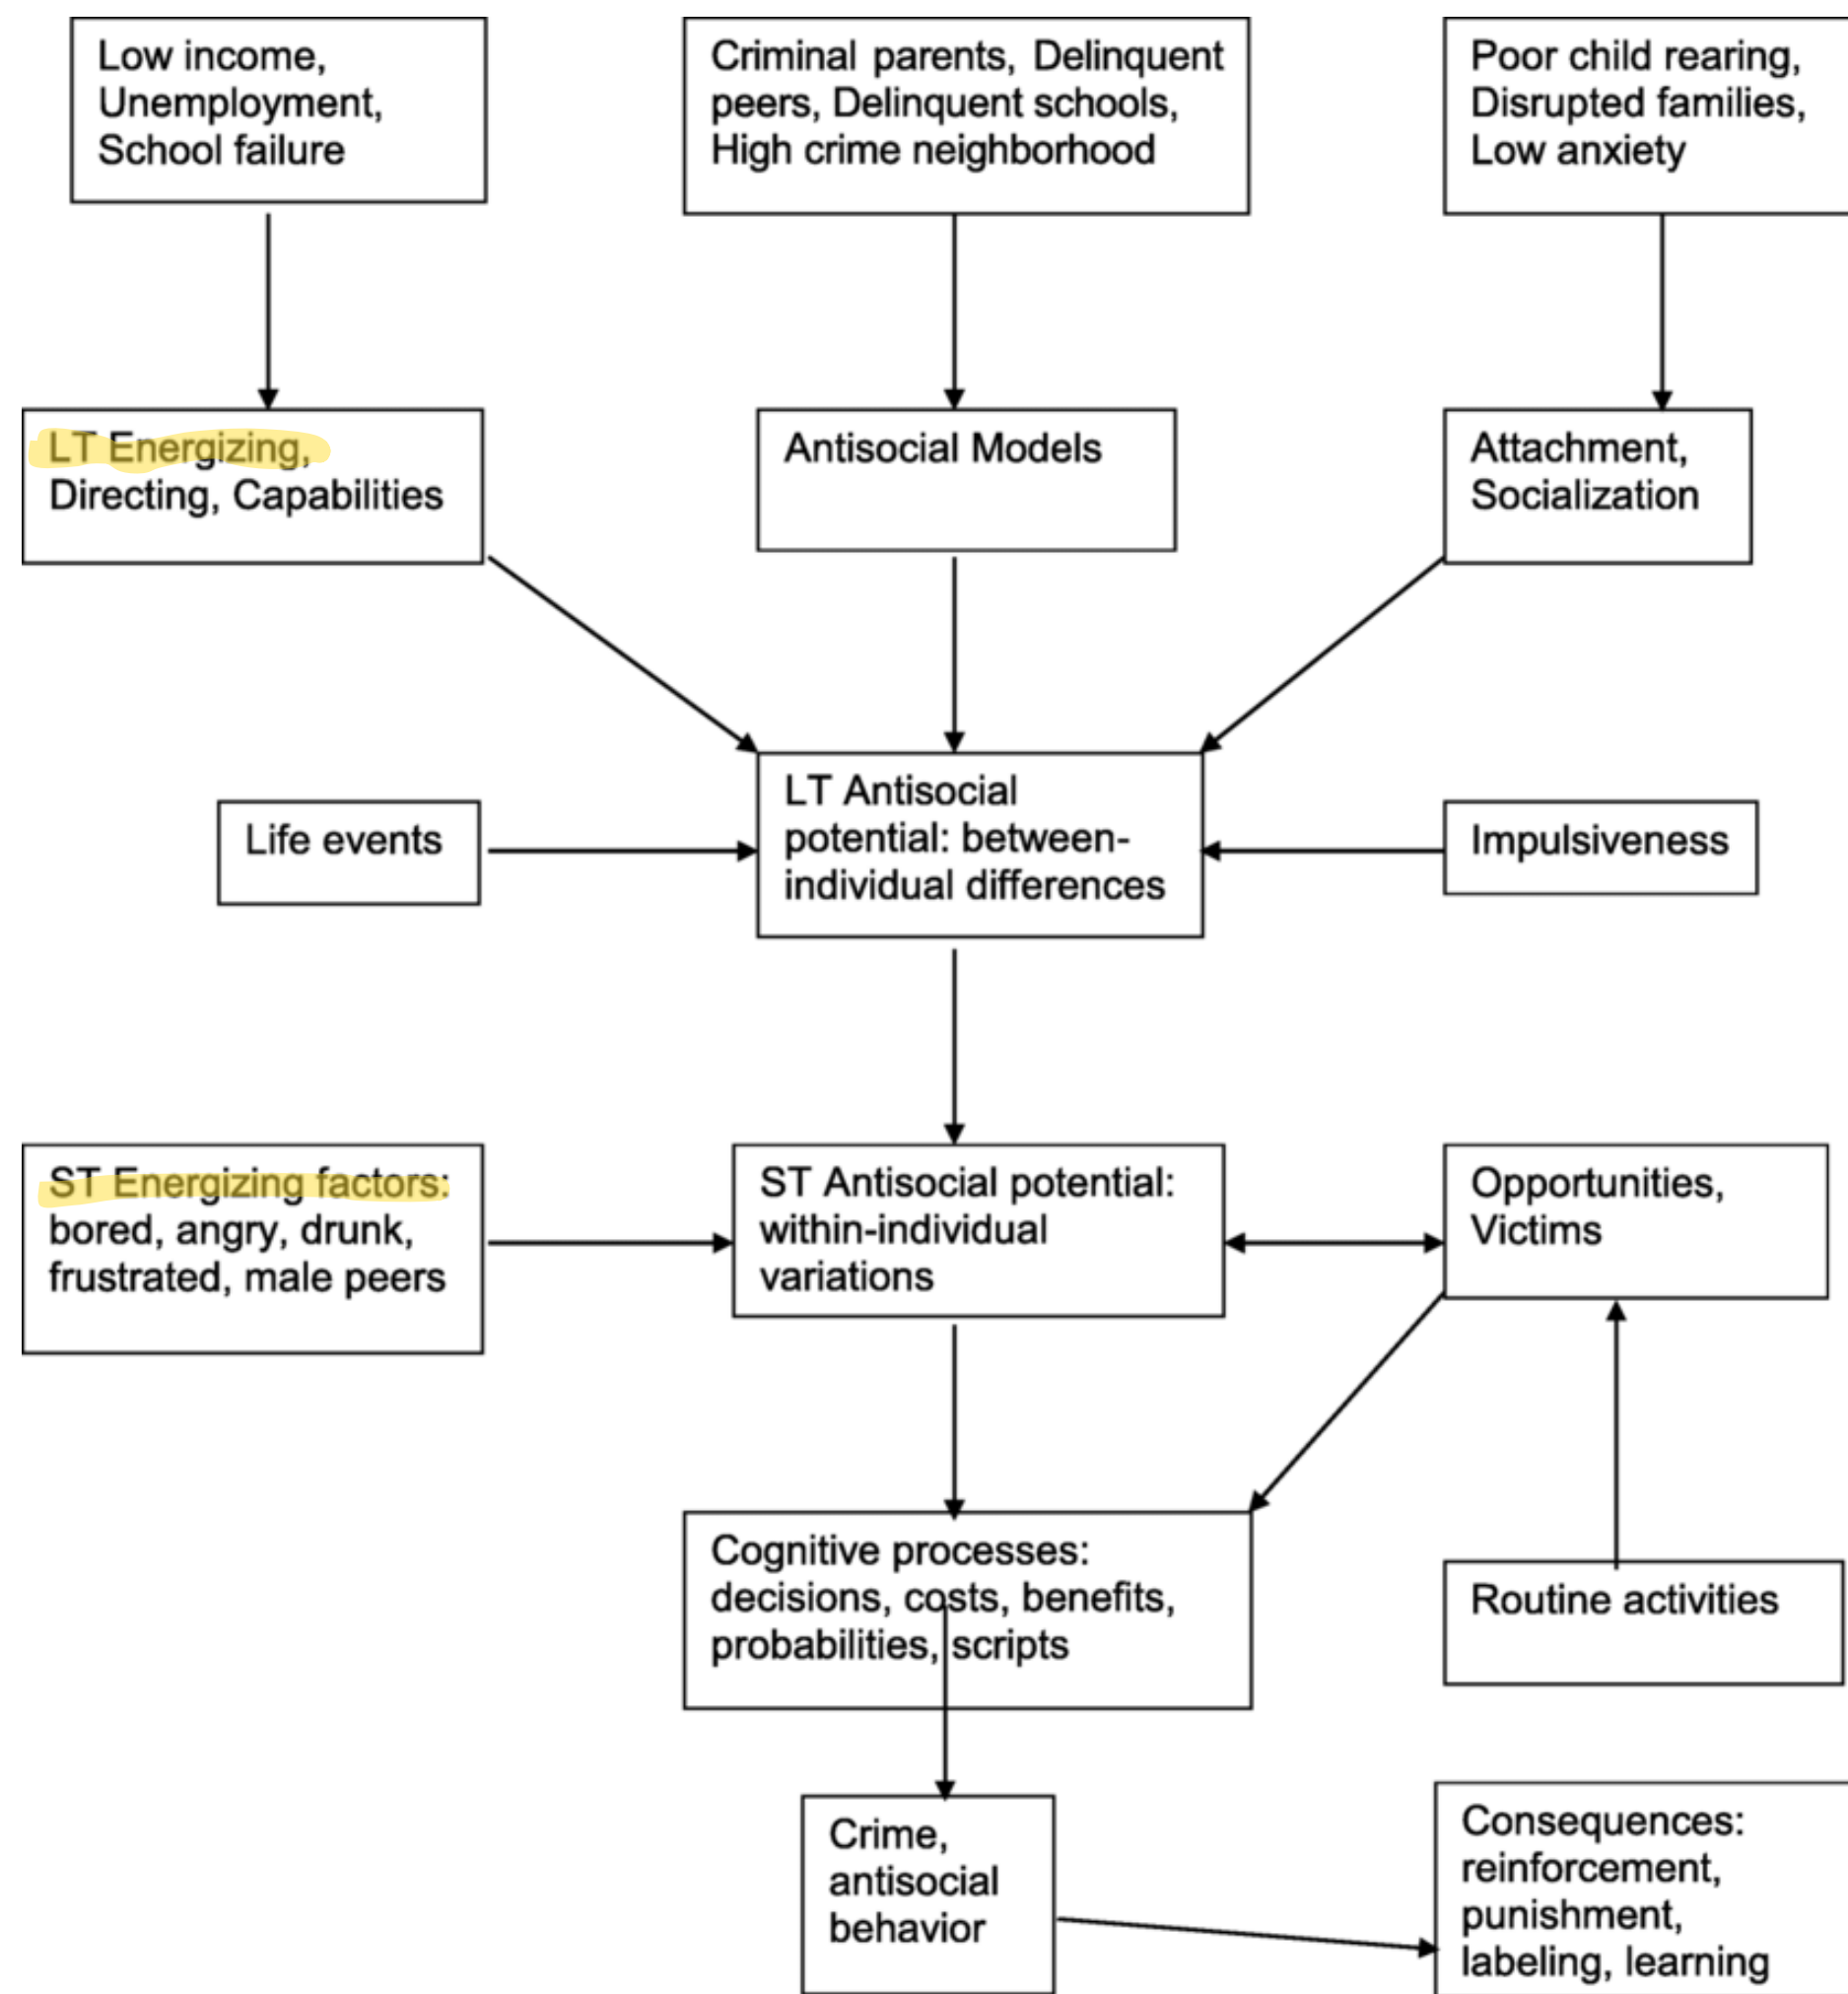 Low income,
Unemployment,
School failure
Criminal parents, Delinquent
peers, Delinquent schools,
High crime neighborhood
Poor child rearing,
Disrupted families,
Low anxiety
LT Energizing,
Directing, Capabilities
Antisocial Models
Attachment,
Socialization
Life events
LT Antisocial
potential: between-
individual differences
Impulsiveness
ST Energizing factors:
bored, angry, drunk,
frustrated, male peers
ST Antisocial potential:
within-individual
variations
Opportunities,
Victims
Cognitive processes:
decisions, costs, benefits,
probabilities, scripts
Routine activities
Crime,
antisocial
behavior
Consequences:
reinforcement,
punishment,
labeling, learning